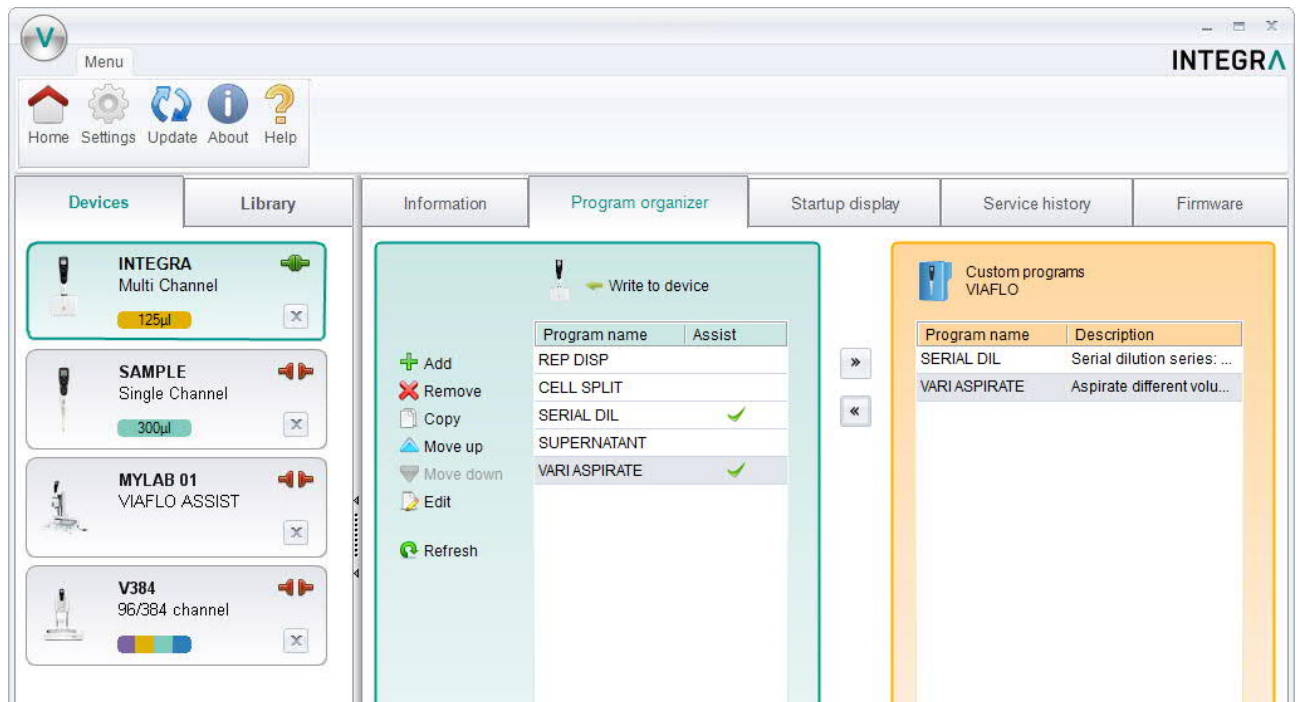 V
Menu
INTEGRA
Home Settings Update About Help
Devices Library
Information Program organizer Startup display Service history Firmware
INTEGRA
Multi Channel
125µl
SAMPLE
Single Channel
300µl
MYLAB 01
VIAFLO ASSIST
V384
96/384 channel
Add
Remove
Copy
Move up
Move down
Edit
Refresh
Write to device
Program name Assist
REP DISP
CELL SPLIT
SERIAL DIL
SUPERNATANT
VARI ASPIRATE
»
«
Custom programs
VIAFLO
Program name Description
SERIAL DIL Serial dilution series: ...
VARI ASPIRATE Aspirate different volu...